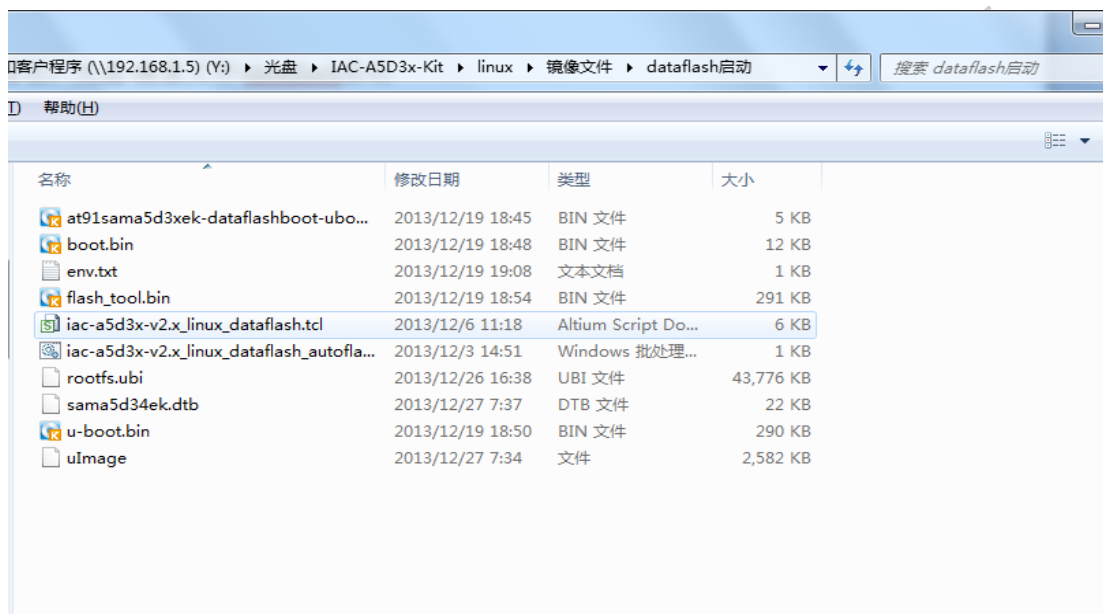 客户程序 (\\192.168.1.5) (Y:) ▸ 光盘 ▸ IAC-A5D3x-Kit ▸ linux ▸ 镜像文件 ▸ dataflash启动 搜索 dataflash启动
T) 帮助(H)
名称 修改日期 类型 大小
at91sama5d3xek-dataflashboot-ubo... 2013/12/19 18:45 BIN 文件 5 KB
boot.bin 2013/12/19 18:48 BIN 文件 12 KB
env.txt 2013/12/19 19:08 文本文档 1 KB
flash_tool.bin 2013/12/19 18:54 BIN 文件 291 KB
iac-a5d3x-v2.x_linux_dataflash.tcl 2013/12/6 11:18 Altium Script Do... 6 KB
iac-a5d3x-v2.x_linux_dataflash_autofla... 2013/12/3 14:51 Windows 批处理... 1 KB
rootfs.ubi 2013/12/26 16:38 UBI 文件 43,776 KB
sama5d34ek.dtb 2013/12/27 7:37 DTB 文件 22 KB
u-boot.bin 2013/12/19 18:50 BIN 文件 290 KB
uImage 2013/12/27 7:34 文件 2,582 KB